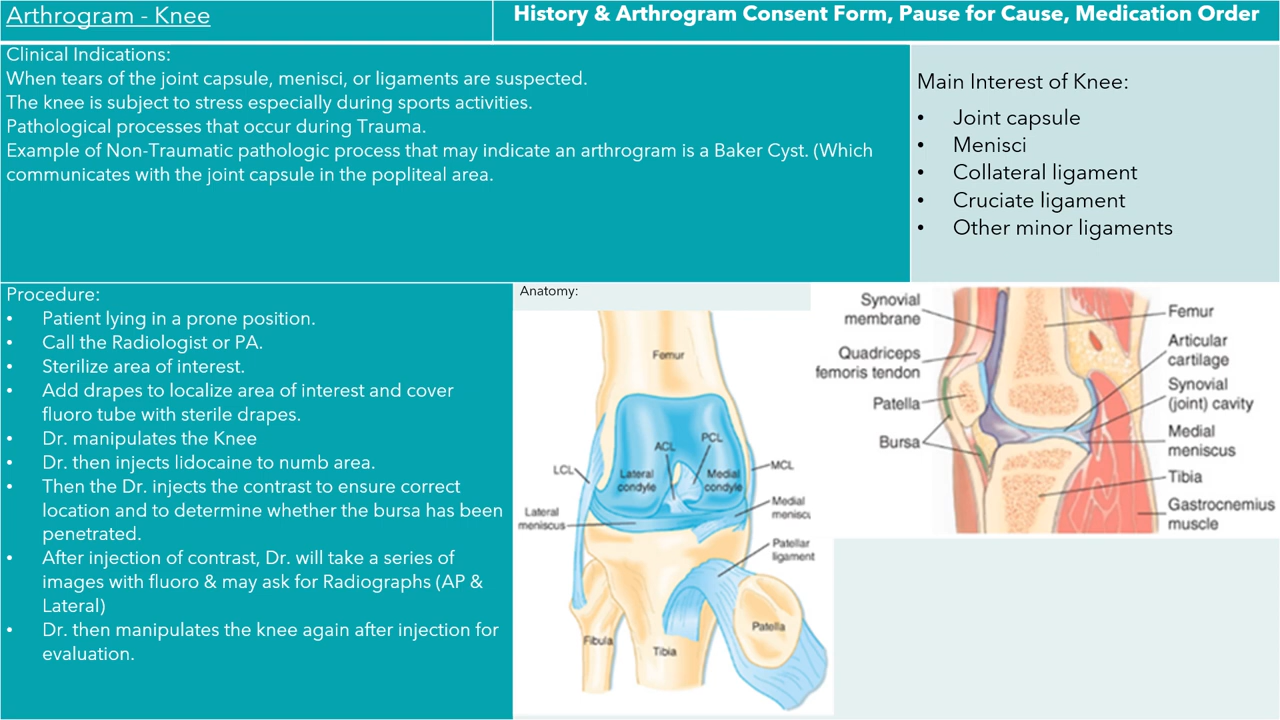 Arthrogram - Knee
History & Arthrogram Consent Form, Pause for Cause, Medication Order
Clinical Indications:
When tears of the joint capsule, menisci, or ligaments are suspected.
The knee is subject to stress especially during sports activities.
Pathological processes that occur during Trauma.
Example of Non-Traumatic pathologic process that may indicate an arthrogram is a Baker Cyst. (Which
communicates with the joint capsule in the popliteal area.
Main Interest of Knee:
• Joint capsule
• Menisci
• Collateral ligament
• Cruciate ligament
• Other minor ligaments
Procedure:
• Patient lying in a prone position.
• Call the Radiologist or PA.
• Sterilize area of interest.
• Add drapes to localize area of interest and cover
fluoro tube with sterile drapes.
• Dr. manipulates the Knee
• Dr. then injects lidocaine to numb area.
• Then the Dr. injects the contrast to ensure correct
location and to determine whether the bursa has been
penetrated.
• After injection of contrast, Dr. will take a series of
images with fluoro & may ask for Radiographs (AP &
Lateral)
• Dr. then manipulates the knee again after injection for
evaluation.
Anatomy:
Femur
ACL
PCL
LCL
Lateral
condyle
Medial
condyle
MCL
Lateral
meniscus
Medial
meniscu
Patellar
ligament
Patella
Fibula
Tibia
Synovial
membrane
Quadriceps
femoris tendon
Patella
Bursa
Femur
Articular
cartilage
Synovial
(joint) cavity
Medial
meniscus
Tibia
Gastrocnemius
muscle